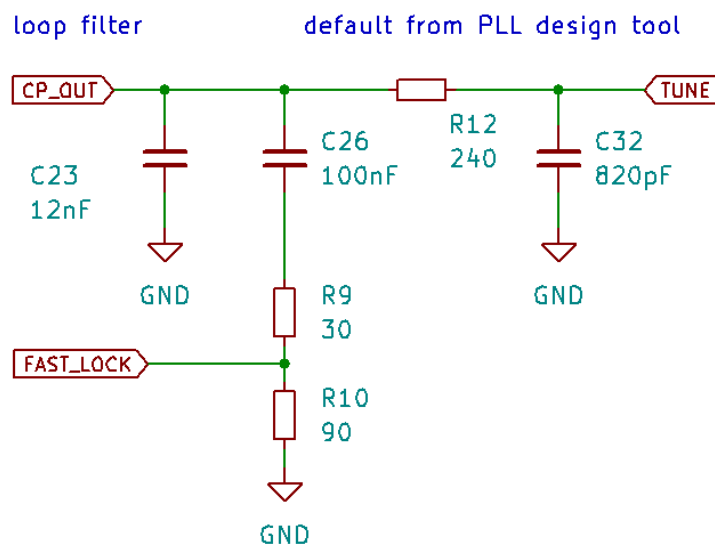 loop filter
default from PLL design tool
CP_OUT
TUNE
C23
12nF
C26
100nF
R12
240
C32
820pF
GND
GND
R9
30
FAST_LOCK
R10
90
GND